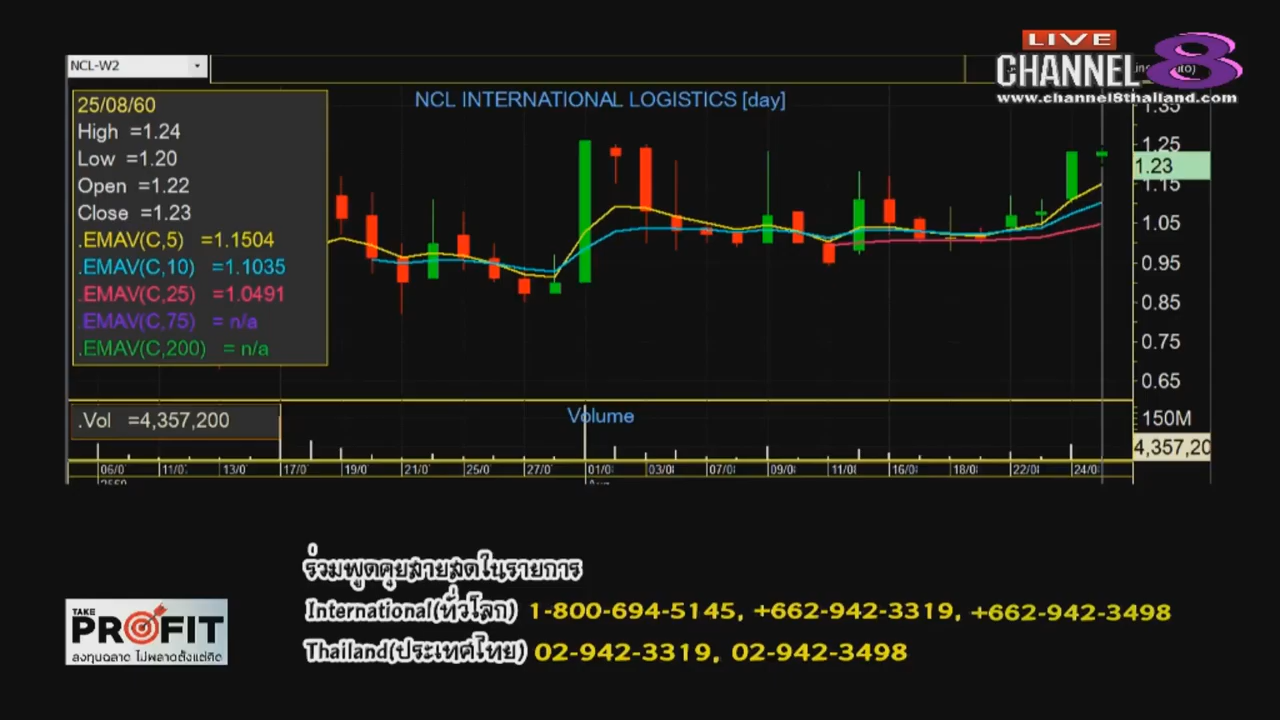 LIVE
CHANNEL 8
www.channel8thailand.com
NCL-W2
NCL INTERNATIONAL LOGISTICS [day]
25/08/60
High =1.24
Low =1.20
Open =1.22
Close =1.23
.EMAV(C,5) =1.1504
.EMAV(C,10) =1.1035
.EMAV(C,25) =1.0491
.EMAV(C,75) = n/a
.EMAV(C,200) = n/a
1.35
1.25
1.23
1.15
1.05
0.95
0.85
0.75
0.65
.Vol =4,357,200
Volume
150M
4,357,20
06/0 11/0 13/0 17/0 19/0 21/0 25/0 27/0 01/0 03/0 07/0 09/0 11/0 16/0 18/0 22/0 24/0
ร่วมพูดคุยสายสดในรายการ
International(ทั่วโลก) 1-800-694-5145, +662-942-3319, +662-942-3498
Thailand(ประเทศไทย) 02-942-3319, 02-942-3498
TAKE
PROFIT
ลงทุนฉลาด ไม่พลาดตั้งแต่คิด